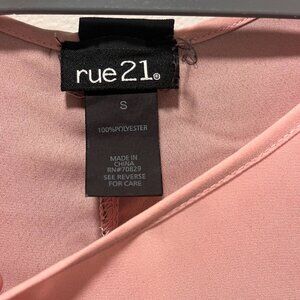 rue21®
S
100%POLYESTER
MADE IN
CHINA
RN#70829
SEE REVERSE
FOR CARE